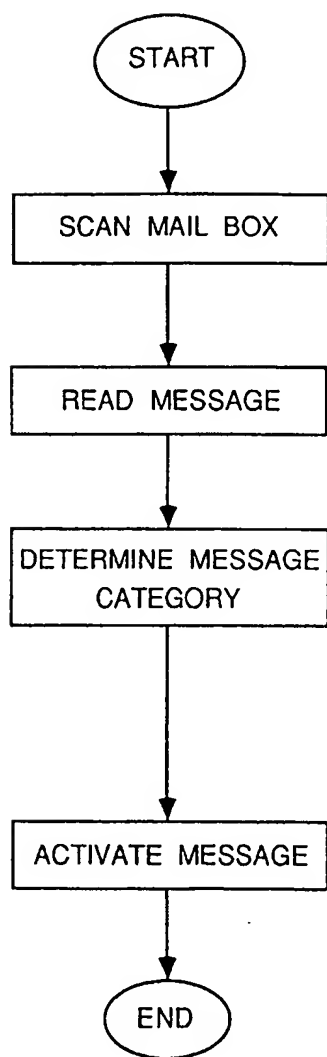 START
SCAN MAIL BOX
READ MESSAGE
DETERMINE MESSAGE
CATEGORY
ACTIVATE MESSAGE
END